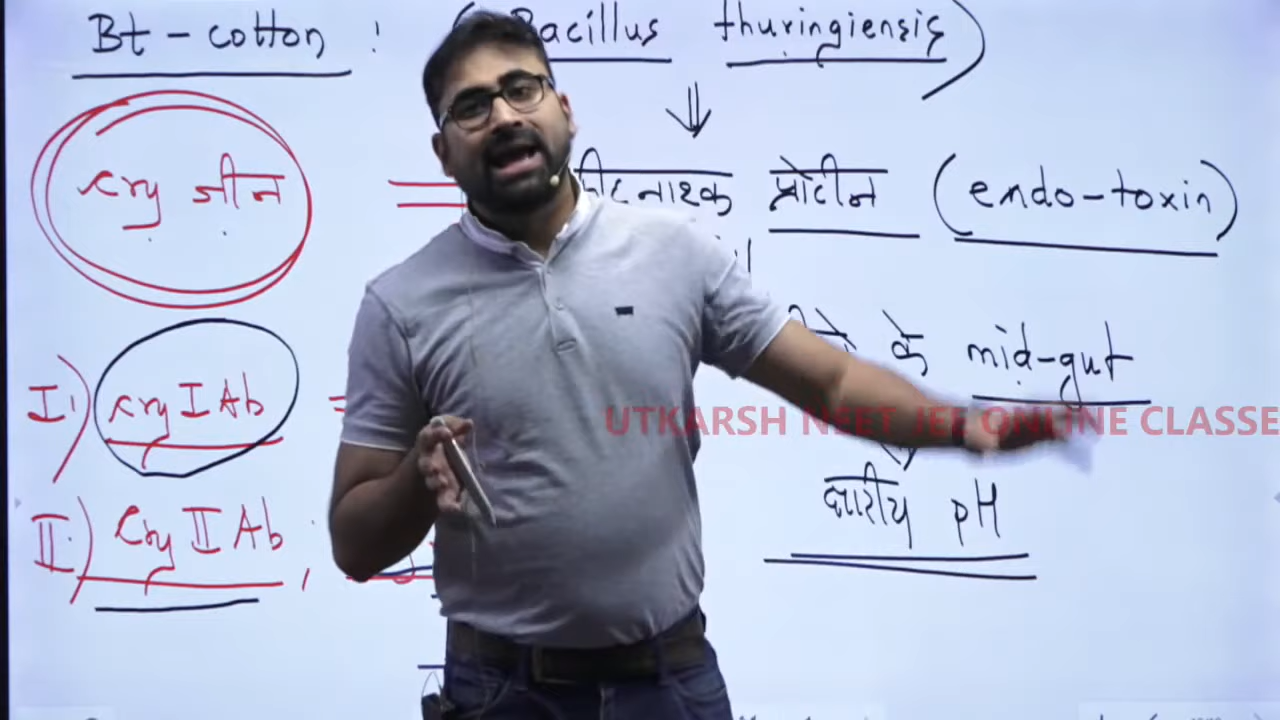 Bt-cotton : (Bacillus thuringiensis)
cry जीन = कीटनाशक प्रोटीन (endo-toxin)
के mid-gut
I) cry I Ab =
UTKARSH NEET JEE ONLINE CLASSE
क्षारीय pH
II) Cry II Ab ,